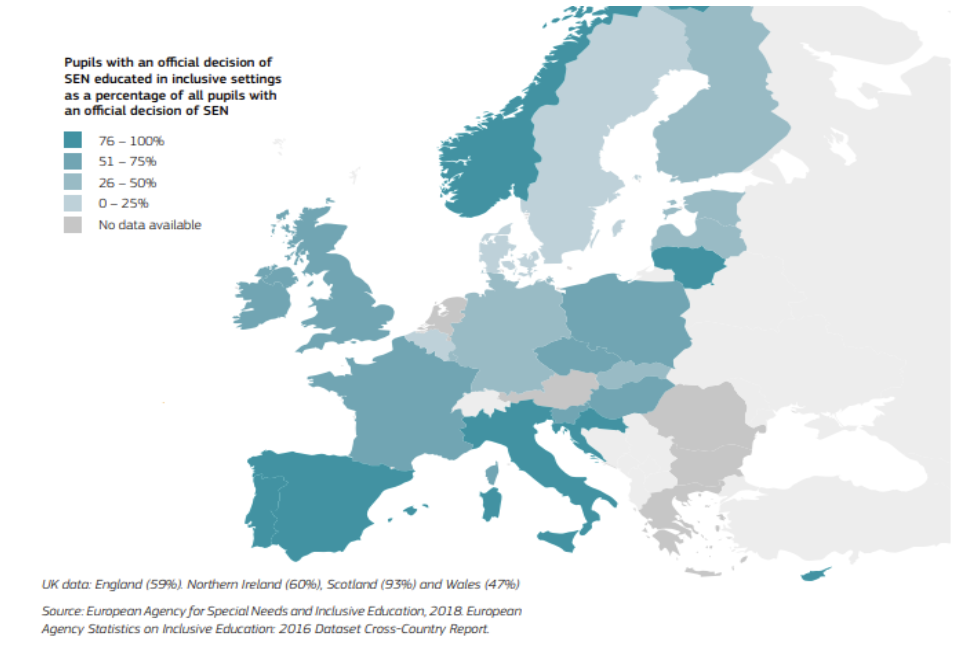 Pupils with an official decision of
SEN educated in inclusive settings
as a percentage of all pupils with
an official decision of SEN
76 – 100%
51 – 75%
26 – 50%
0 – 25%
No data available
UK data: England (59%). Northern Ireland (60%), Scotland (93%) and Wales (47%)
Source: European Agency for Special Needs and Inclusive Education, 2018. European
Agency Statistics on Inclusive Education: 2016 Dataset Cross-Country Report.